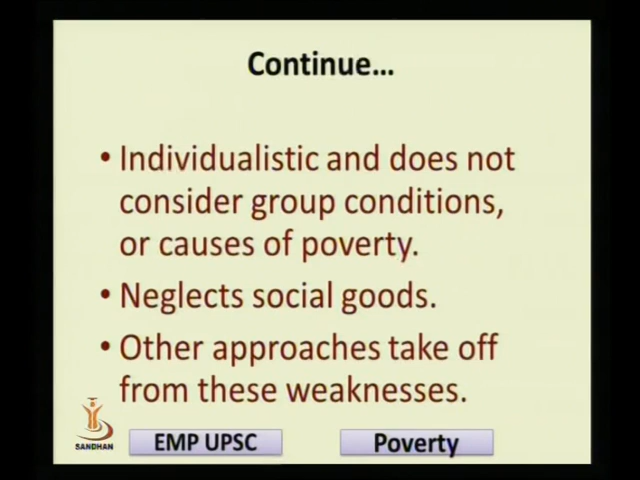 Continue...
• Individualistic and does not
consider group conditions,
or causes of poverty.
• Neglects social goods.
• Other approaches take off
from these weaknesses.
SANDHAN
EMP UPSC
Poverty